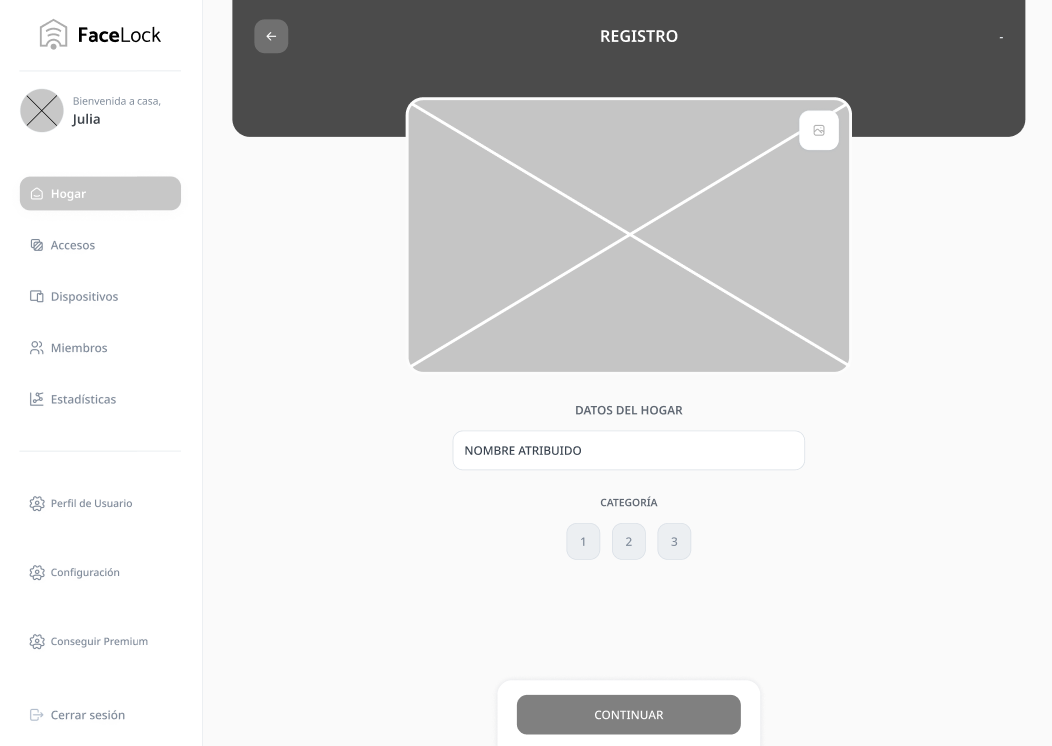 FaceLock
Bienvenida a casa,
Julia
Hogar
Accesos
Dispositivos
Miembros
Estadísticas
Perfil de Usuario
Configuración
Conseguir Premium
Cerrar sesión
REGISTRO
-
DATOS DEL HOGAR
NOMBRE ATRIBUIDO
CATEGORÍA
1 2 3
CONTINUAR